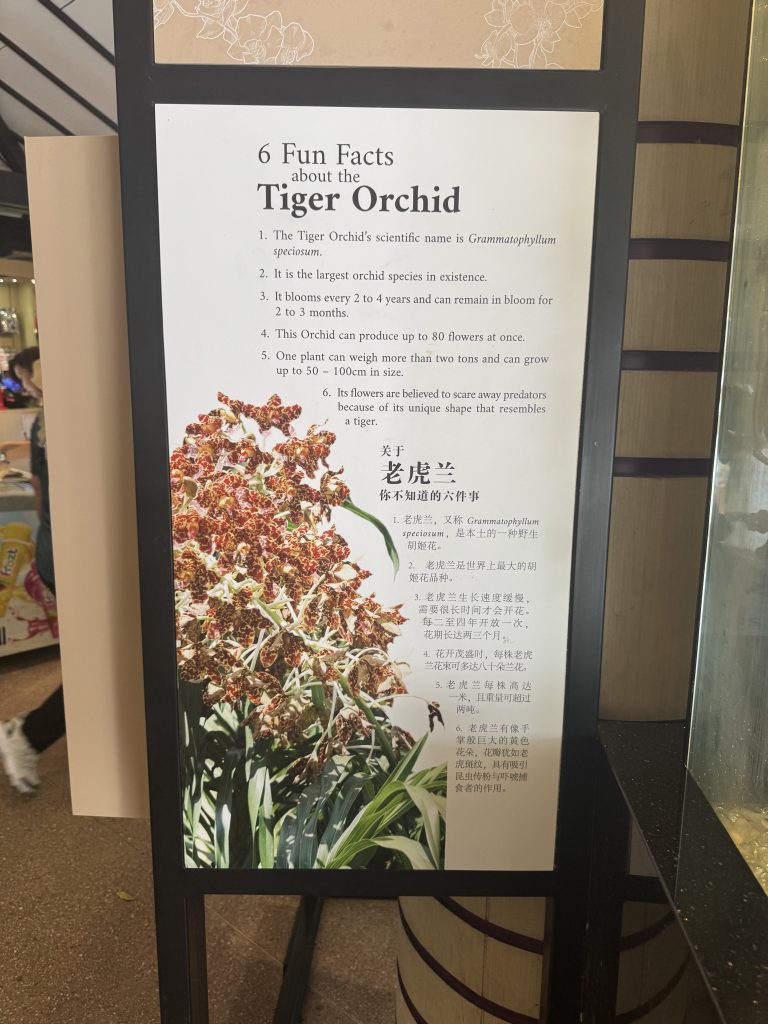 6 Fun Facts
about the
Tiger Orchid
1. The Tiger Orchid's scientific name is Grammatophyllum
speciosum.
2. It is the largest orchid species in existence.
3. It blooms every 2 to 4 years and can remain in bloom for
2 to 3 months.
4. This Orchid can produce up to 80 flowers at once.
5. One plant can weigh more than two tons and can grow
up to 50 – 100cm in size.
6. Its flowers are believed to scare away predators
because of its unique shape that resembles
a tiger.
关于
老虎兰
你不知道的六件事
1. 老虎兰，又称 Grammatophyllum
speciosum，是本土的一种野生
胡姬花。
2. 老虎兰是世界上最大的胡
姬花品种。
3. 老虎兰生长速度缓慢，
需要很长时间才会开花。
每二至四年开放一次，
花期长达两三个月。
4. 花开茂盛时，每株老虎
兰花束可多达八十朵兰花。
5. 老虎兰每株高达
一米，且重量可超过
两吨。
6. 老虎兰有像手
掌般巨大的黄色
花朵，花瓣犹如老
虎斑纹，具有吸引
昆虫传粉与吓唬捕
食者的作用。